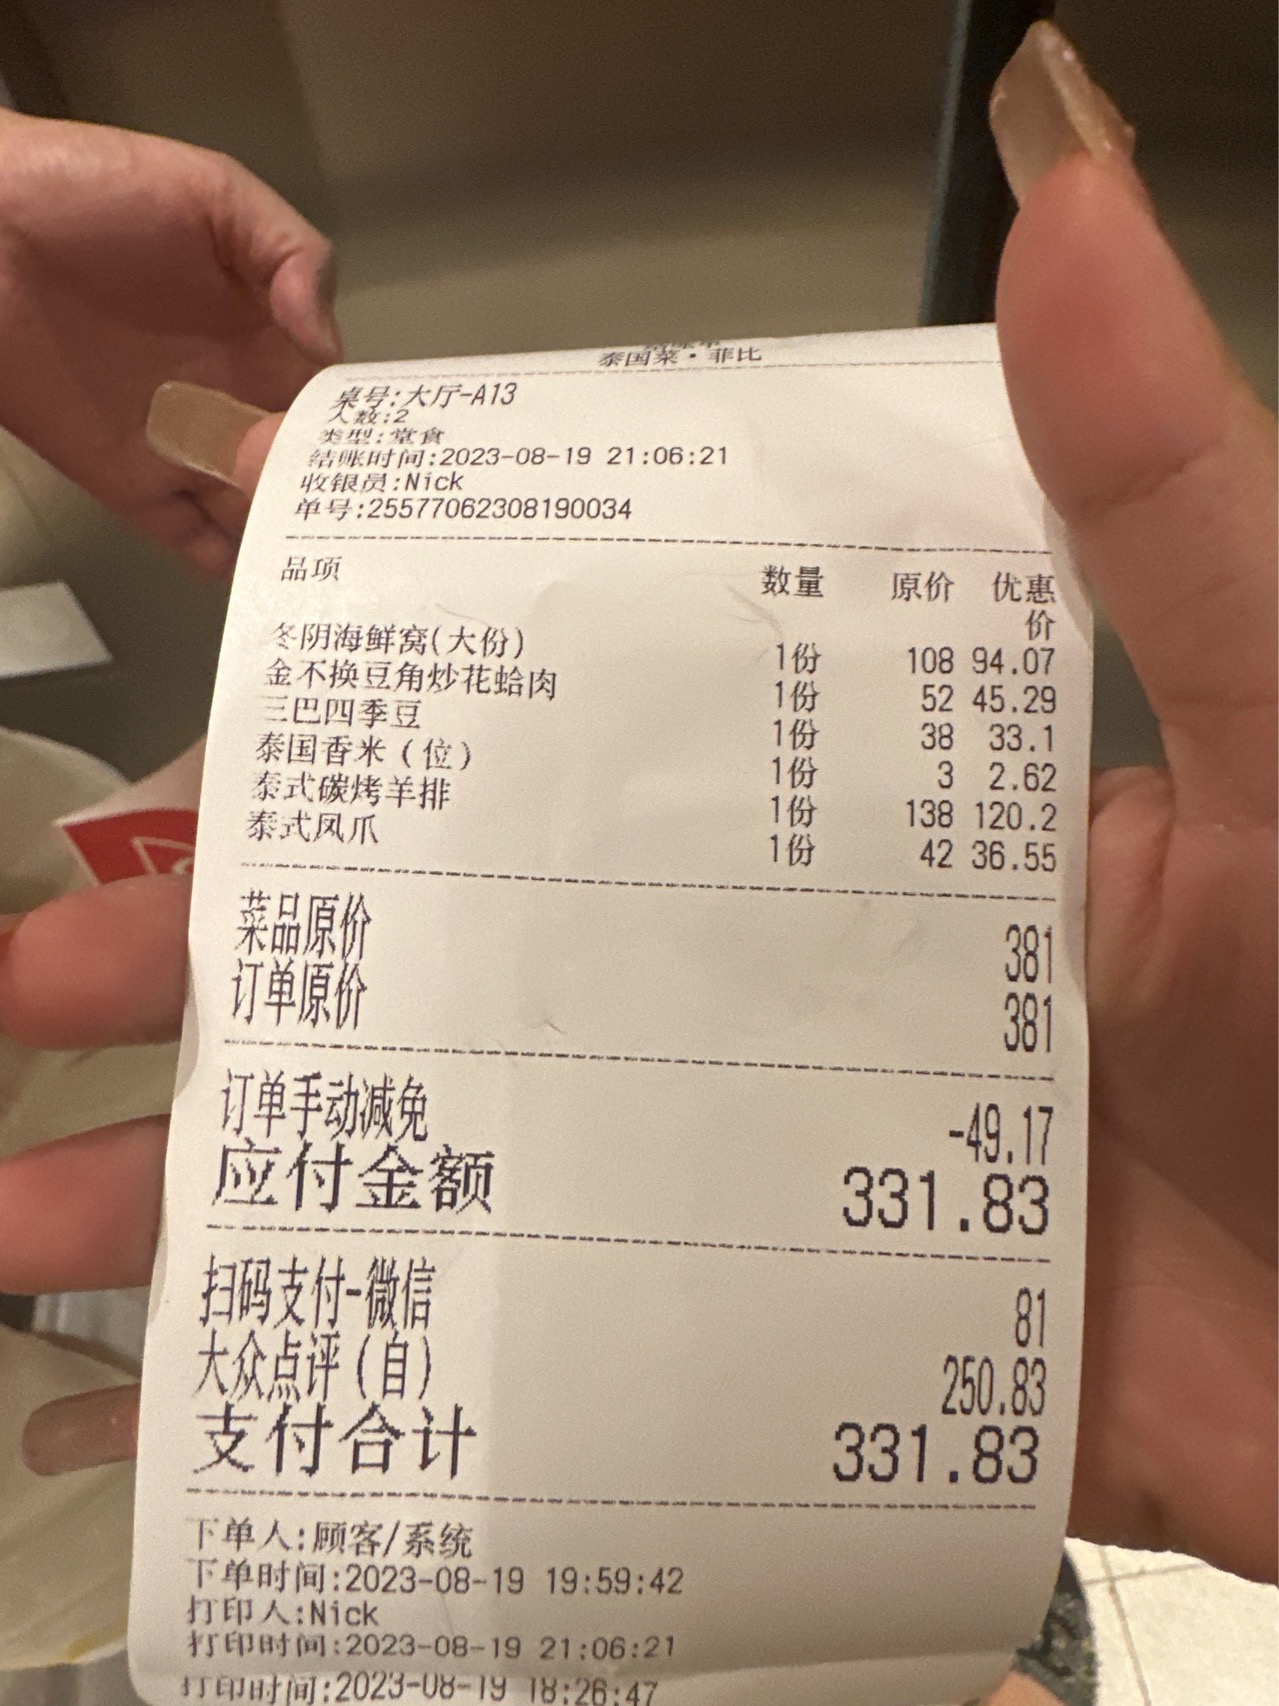 泰国菜·菲比
桌号:大厅-A13
人数:2
类型:堂食
结账时间:2023-08-19 21:06:21
收银员:Nick
单号:25577062308190034
品项 数量 原价 优惠价
冬阴海鲜窝(大份) 1份 108 94.07
金不换豆角炒花蛤肉 1份 52 45.29
三巴四季豆 1份 38 33.1
泰国香米(位) 1份 3 2.62
泰式碳烤羊排 1份 138 120.2
泰式凤爪 1份 42 36.55
菜品原价 381
订单原价 381
订单手动减免 -49.17
应付金额 331.83
扫码支付-微信 81
大众点评(自) 250.83
支付合计 331.83
下单人:顾客/系统
下单时间:2023-08-19 19:59:42
打印人:Nick
打印时间:2023-08-19 21:06:21
打印时间:2023-08-19 18:26:47